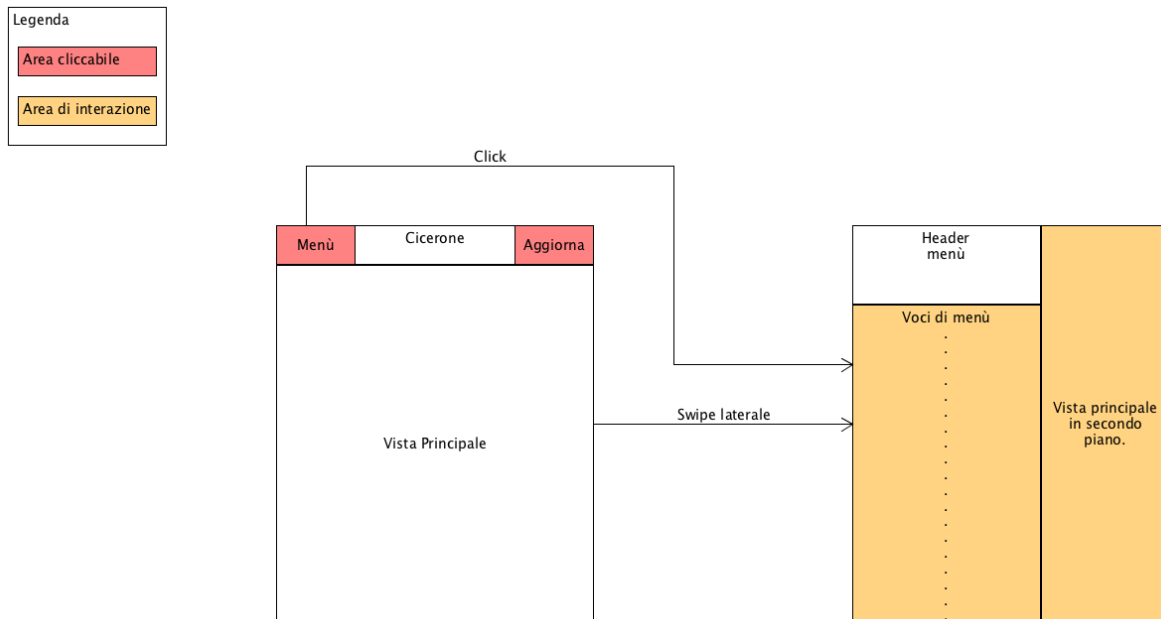 Legenda
Area cliccabile
Area di interazione
Click
Menù
Cicerone
Aggiorna
Header
menù
Voci di menù
Swipe laterale
Vista Principale
Vista principale
in secondo
piano.